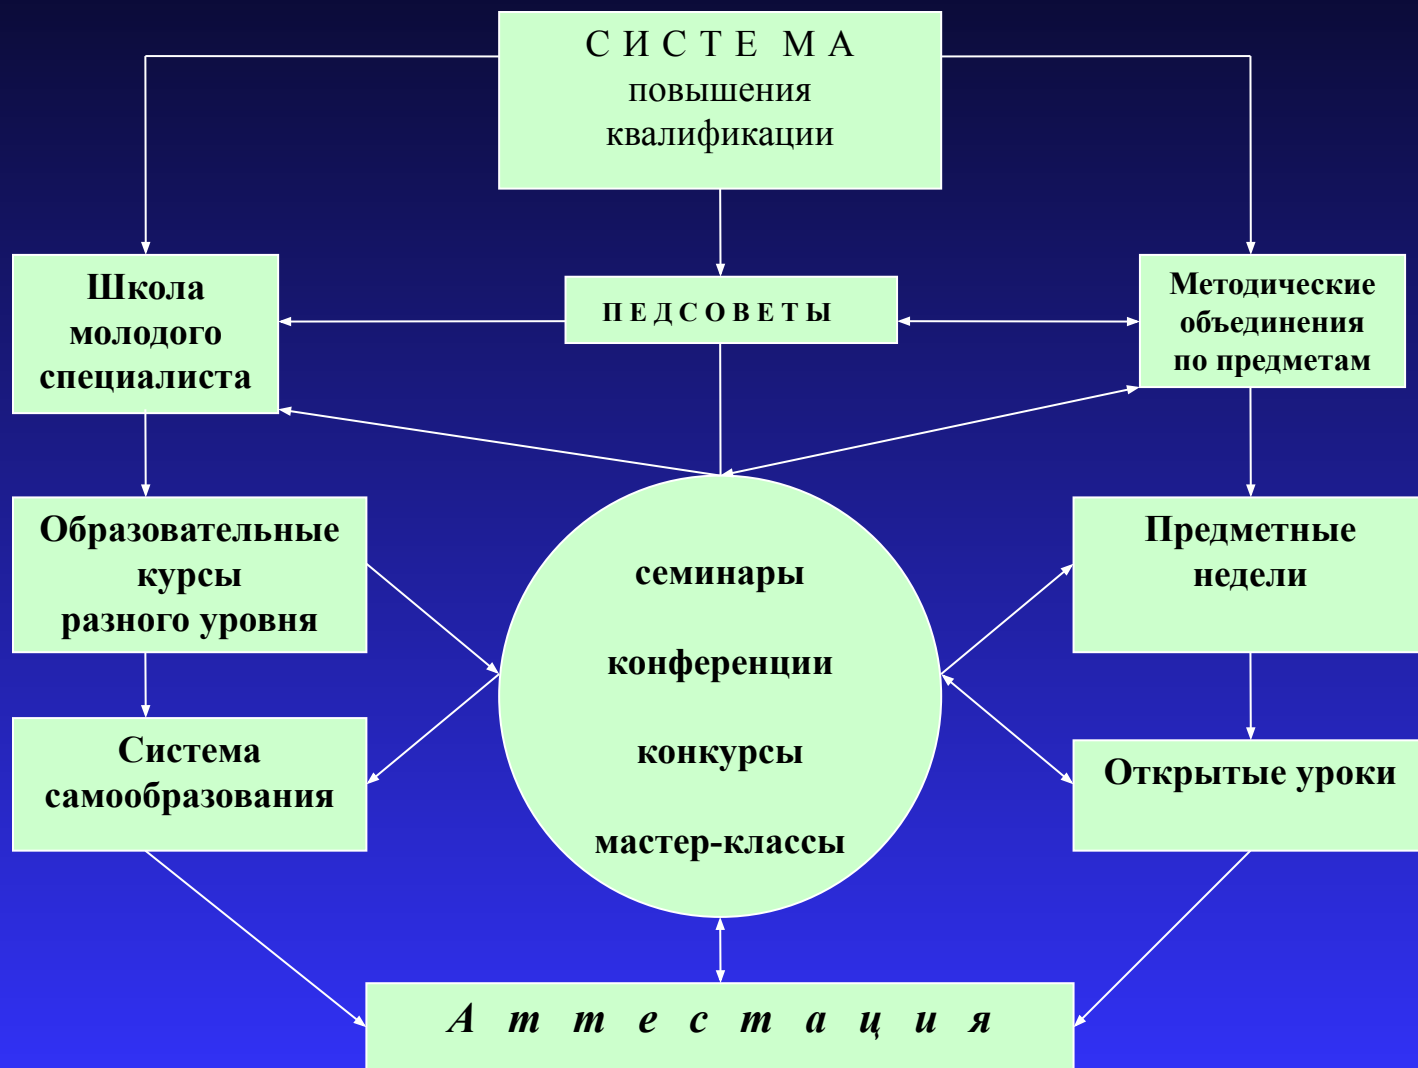 С И С Т Е М А
повышения
квалификации
Школа
молодого
специалиста
П Е Д С О В Е Т Ы
Методические
объединения
по предметам
Образовательные
курсы
разного уровня
семинары
конференции
конкурсы
мастер-классы
Предметные
недели
Система
самообразования
Открытые уроки
А т т е с т а ц и я